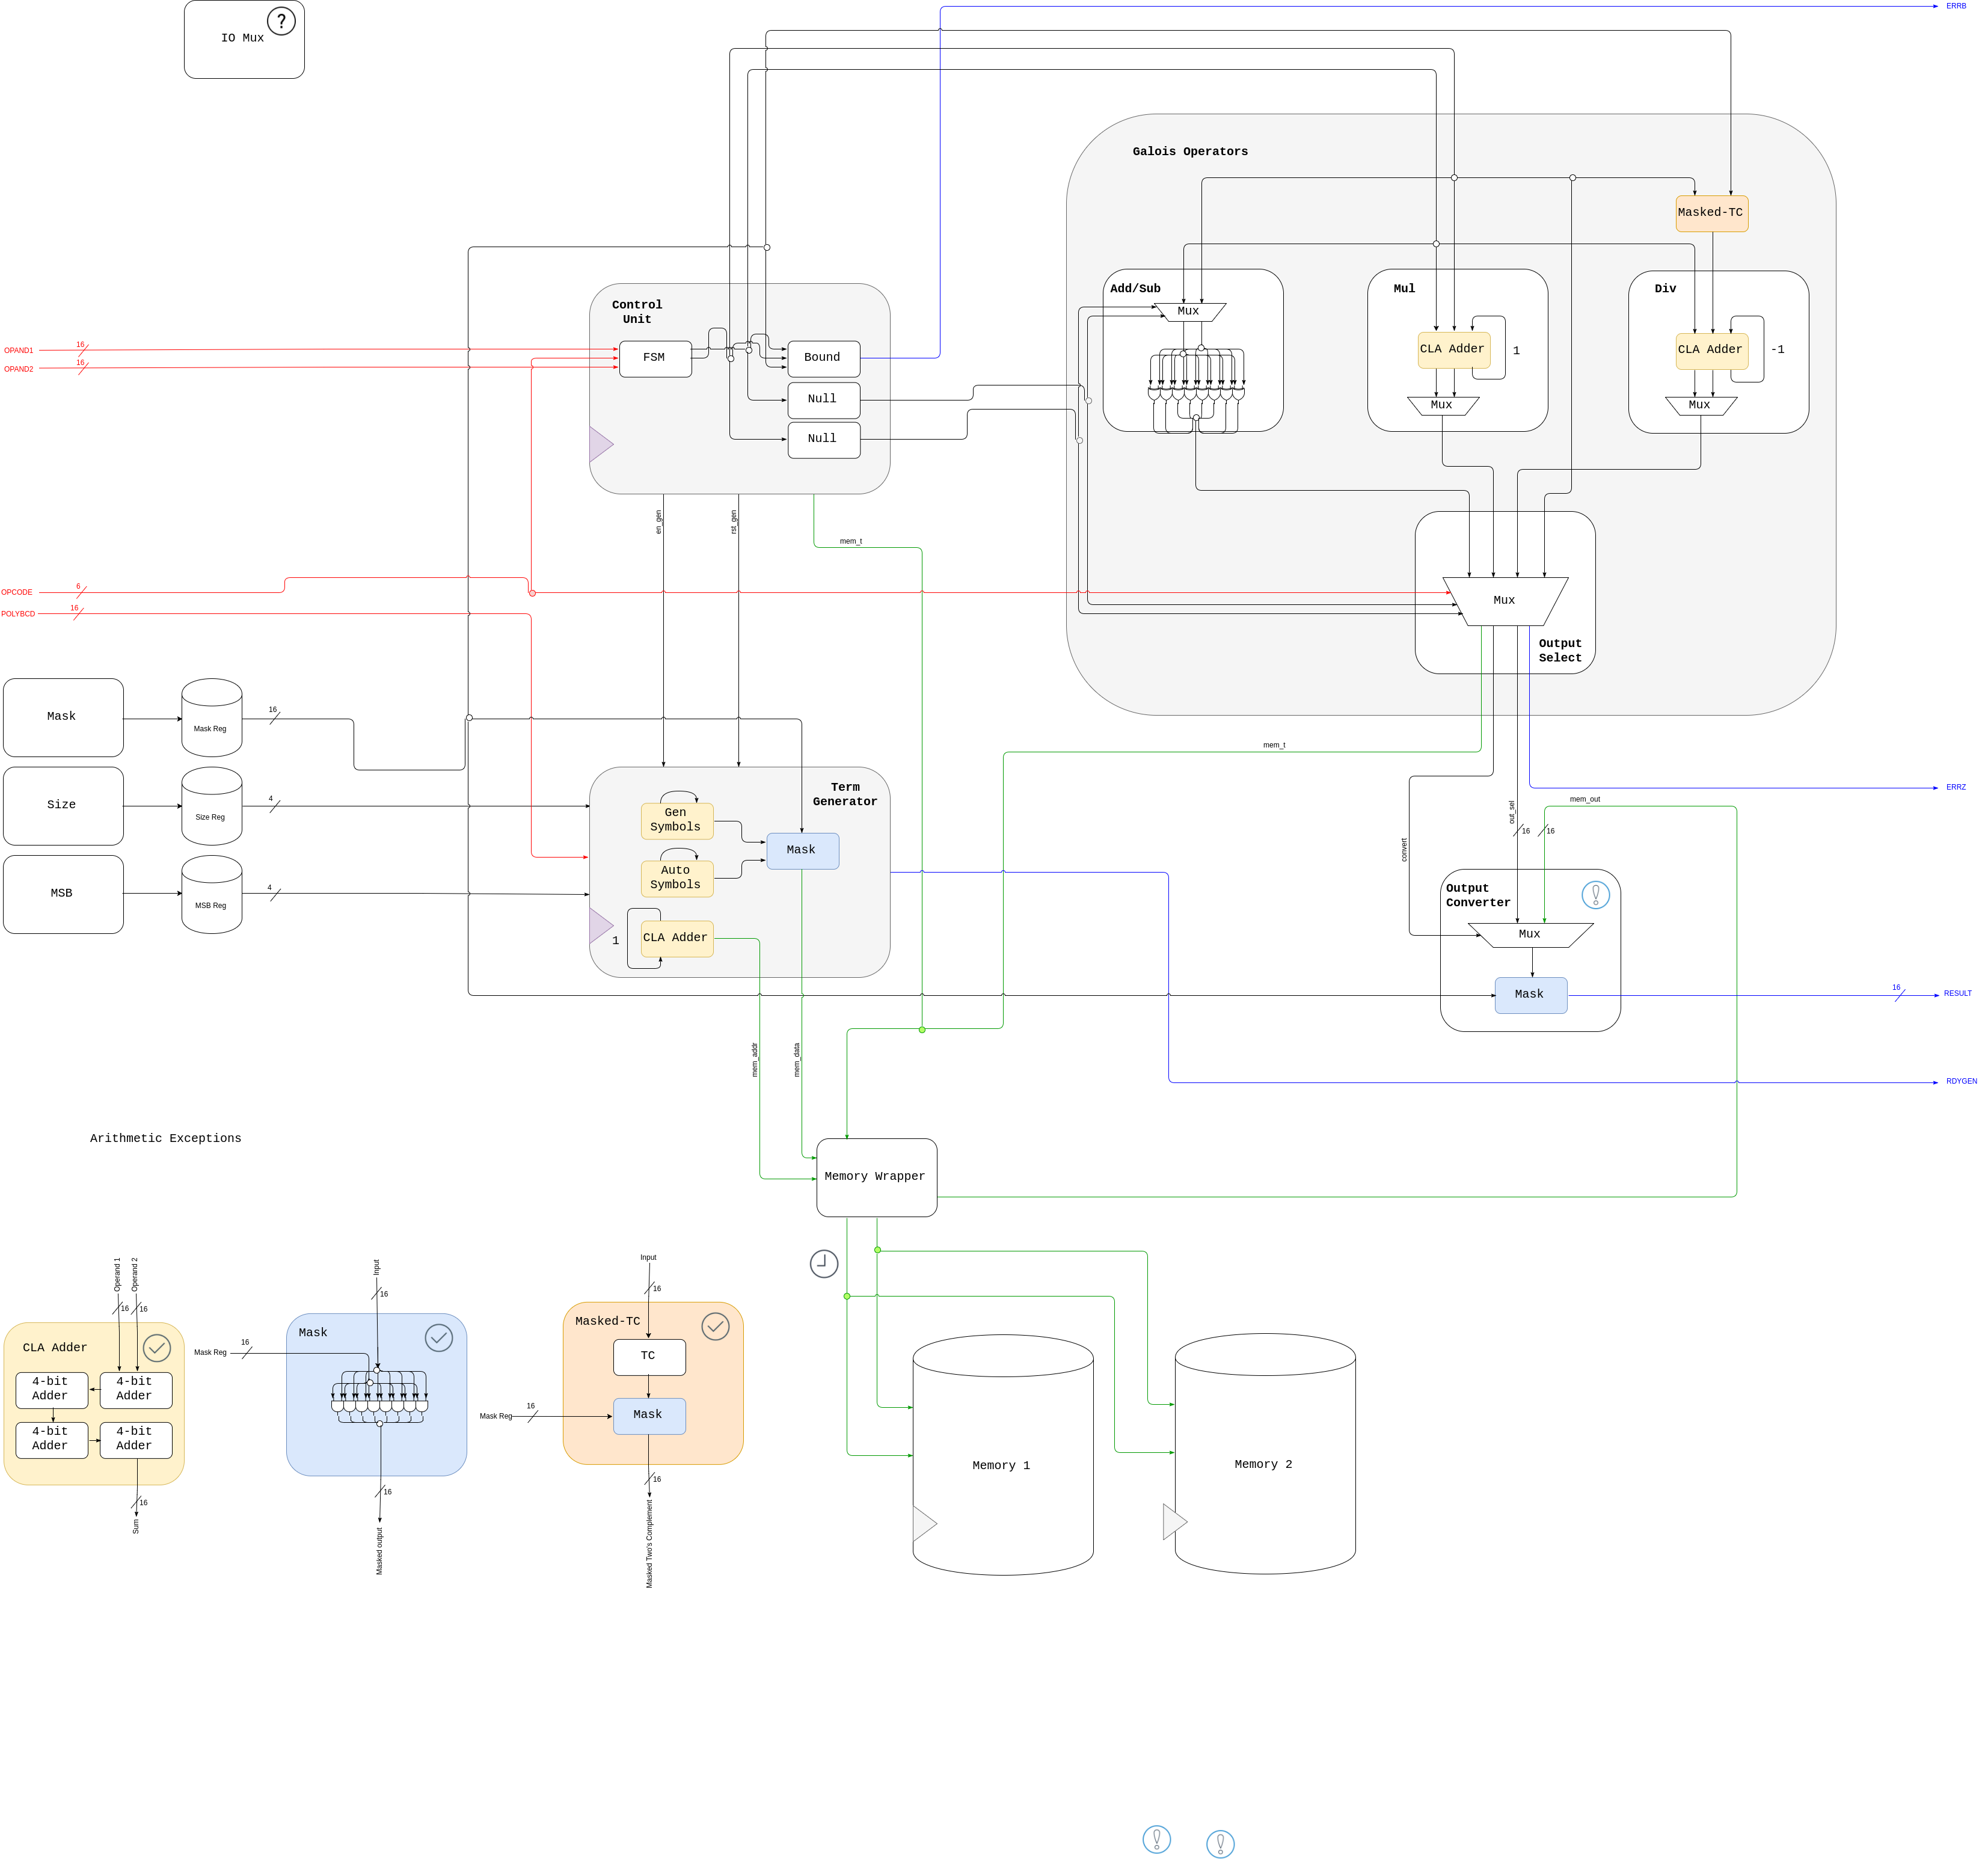 IO Mux
?
ERRB
Galois Operators
Masked-TC
Add/Sub
Mux
Mul
CLA Adder
1
Mux
Div
CLA Adder
-1
Mux
Control
Unit
FSM
Bound
Null
Null
OPAND1
16
OPAND2
16
en_gen
rst_gen
mem_t
OPCODE
6
POLYBCD
16
Mux
Output
Select
Mask
Mask Reg
16
Size
Size Reg
4
MSB
MSB Reg
4
Term
Generator
Gen
Symbols
Auto
Symbols
Mask
CLA Adder
1
mem_t
ERRZ
mem_out
out_sel
16
16
convert
Output
Converter
Mux
Mask
16
RESULT
mem_addr
mem_data
RDYGEN
Arithmetic Exceptions
Memory Wrapper
Operand 1
Operand 2
16
16
CLA Adder
4-bit
Adder
4-bit
Adder
4-bit
Adder
4-bit
Adder
16
Sum
Input
16
Mask
Mask Reg
16
16
Masked output
Input
16
Masked-TC
TC
Mask
Mask Reg
16
16
Masked Two's Complement
Memory 1
Memory 2